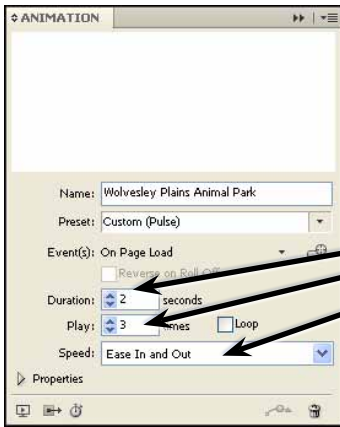 ANIMATION
Name: Wolvesley Plains Animal Park
Preset: Custom (Pulse)
Event(s): On Page Load
Reverse on Roll Off
Duration: 2 seconds
Play: 3 times Loop
Speed: Ease In and Out
Properties